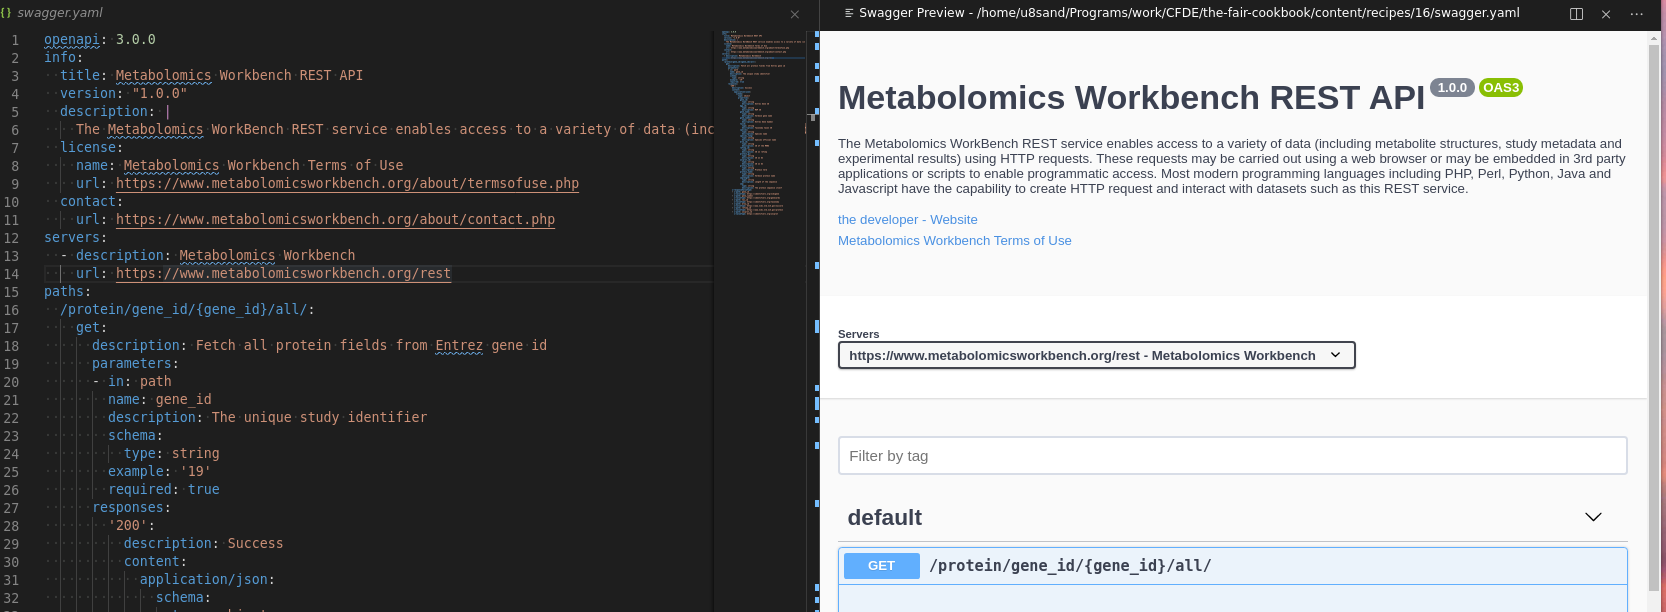 swagger.yaml
1 openapi: 3.0.0
2 info:
3 title: Metabolomics Workbench REST API
4 version: "1.0.0"
5 description: |
6 The Metabolomics WorkBench REST service enables access to a variety of data (inc
7 license:
8 name: Metabolomics Workbench Terms of Use
9 url: https://www.metabolomicsworkbench.org/about/termsofuse.php
10 contact:
11 url: https://www.metabolomicsworkbench.org/about/contact.php
12 servers:
13 - description: Metabolomics Workbench
14 url: https://www.metabolomicsworkbench.org/rest
15 paths:
16 /protein/gene_id/{gene_id}/all/:
17 get:
18 description: Fetch all protein fields from Entrez gene id
19 parameters:
20 - in: path
21 name: gene_id
22 description: The unique study identifier
23 schema:
24 type: string
25 example: '19'
26 required: true
27 responses:
28 '200':
29 description: Success
30 content:
31 application/json:
32 schema:
Swagger Preview - /home/u8sand/Programs/work/CFDE/the-fair-cookbook/content/recipes/16/swagger.yaml
Metabolomics Workbench REST API 1.0.0 OAS3
The Metabolomics WorkBench REST service enables access to a variety of data (including metabolite structures, study metadata and
experimental results) using HTTP requests. These requests may be carried out using a web browser or may be embedded in 3rd party
applications or scripts to enable programmatic access. Most modern programming languages including PHP, Perl, Python, Java and
Javascript have the capability to create HTTP request and interact with datasets such as this REST service.
the developer - Website
Metabolomics Workbench Terms of Use
Servers
https://www.metabolomicsworkbench.org/rest - Metabolomics Workbench
Filter by tag
default
GET /protein/gene_id/{gene_id}/all/